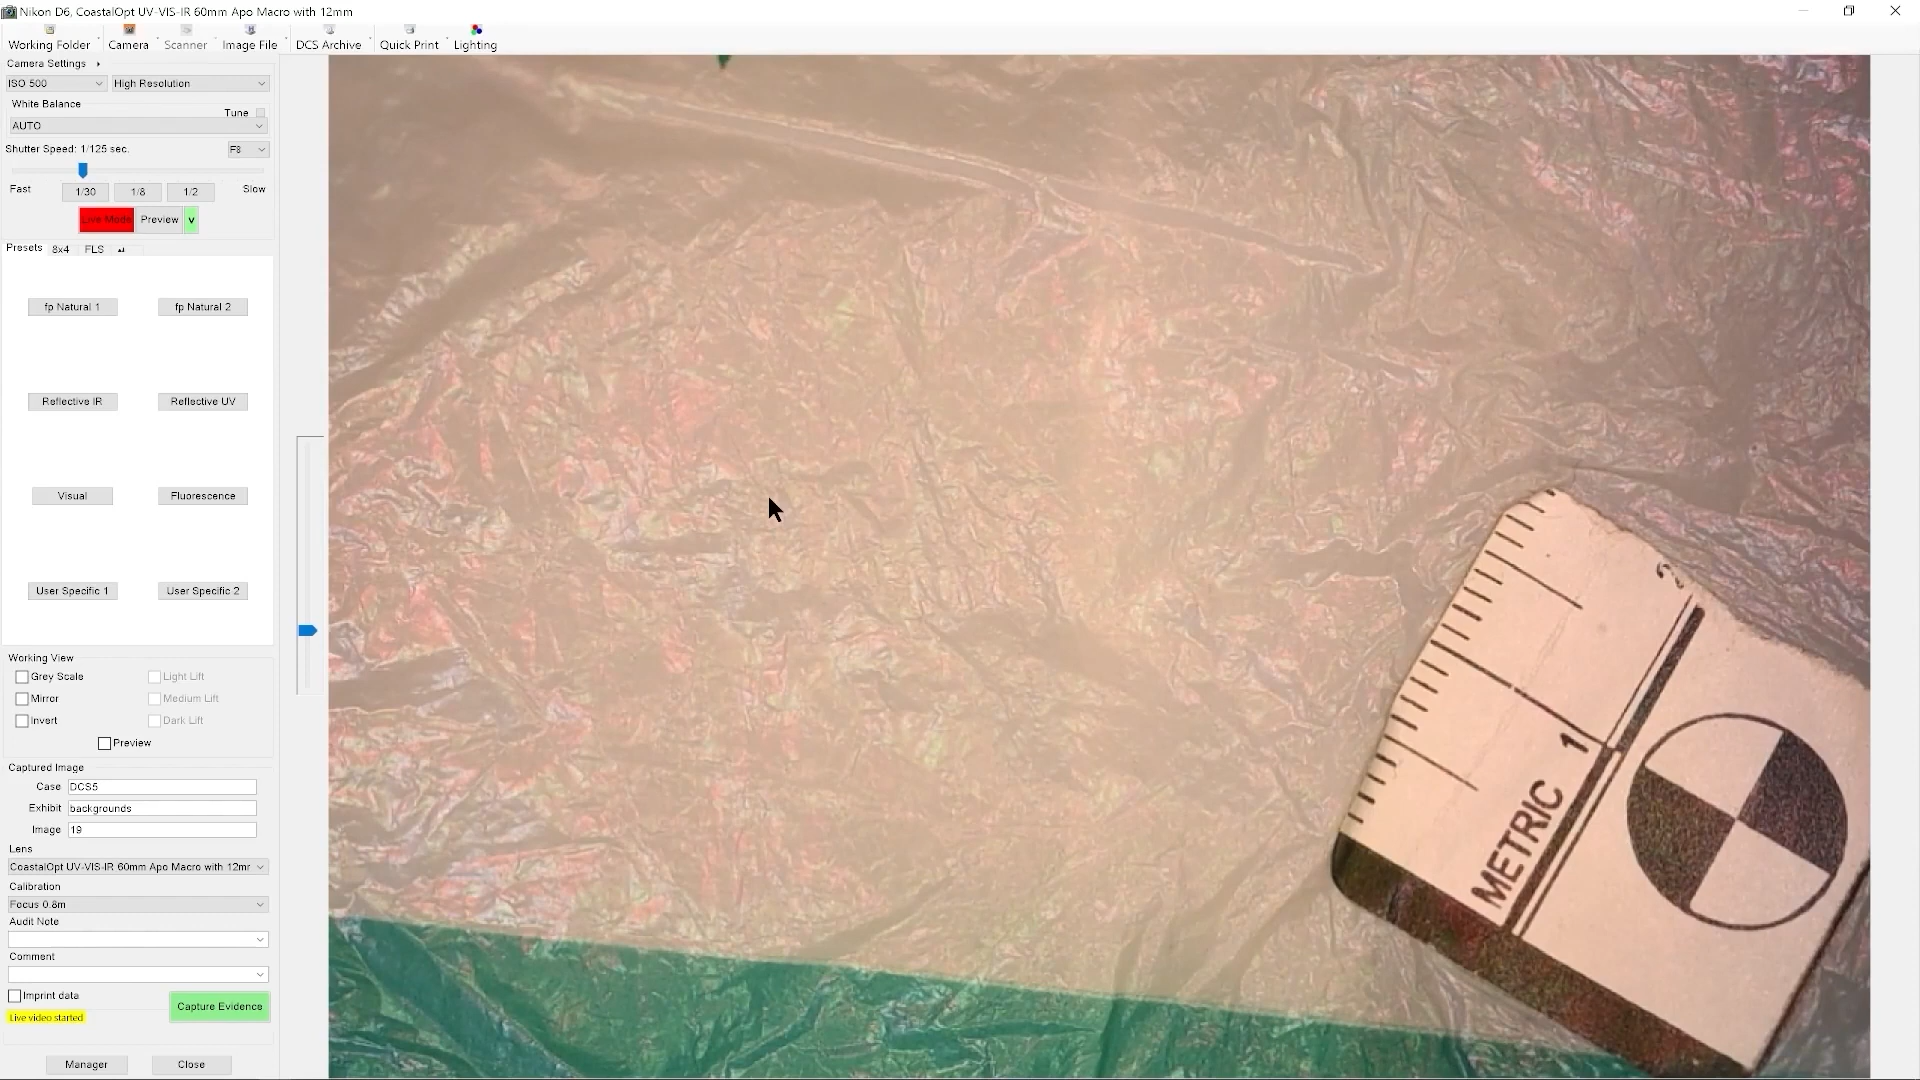 Nikon D6, CoastalOpt UV-VIS-IR 60mm Apo Macro with 12mm
Working Folder Camera Scanner Image File DCS Archive Quick Print Lighting
Camera Settings
ISO 500 High Resolution
White Balance
Tune
AUTO
Shutter Speed: 1/125 sec. F8
Fast 1/30 1/8 1/2 Slow
Live Mode Preview v
Presets 8x4 FLS
fp Natural 1 fp Natural 2
Reflective IR Reflective UV
Visual Fluorescence
User Specific 1 User Specific 2
Working View
Grey Scale Light Lift
Mirror Medium Lift
Invert Dark Lift
Preview
Captured Image
Case DCS5
Exhibit backgrounds
Image 19
Lens
CoastalOpt UV-VIS-IR 60mm Apo Macro with 12mr
Calibration
Focus 0.8m
Audit Note
Comment
Imprint data
Capture Evidence
Live video started
Manager Close
2
1
METRIC